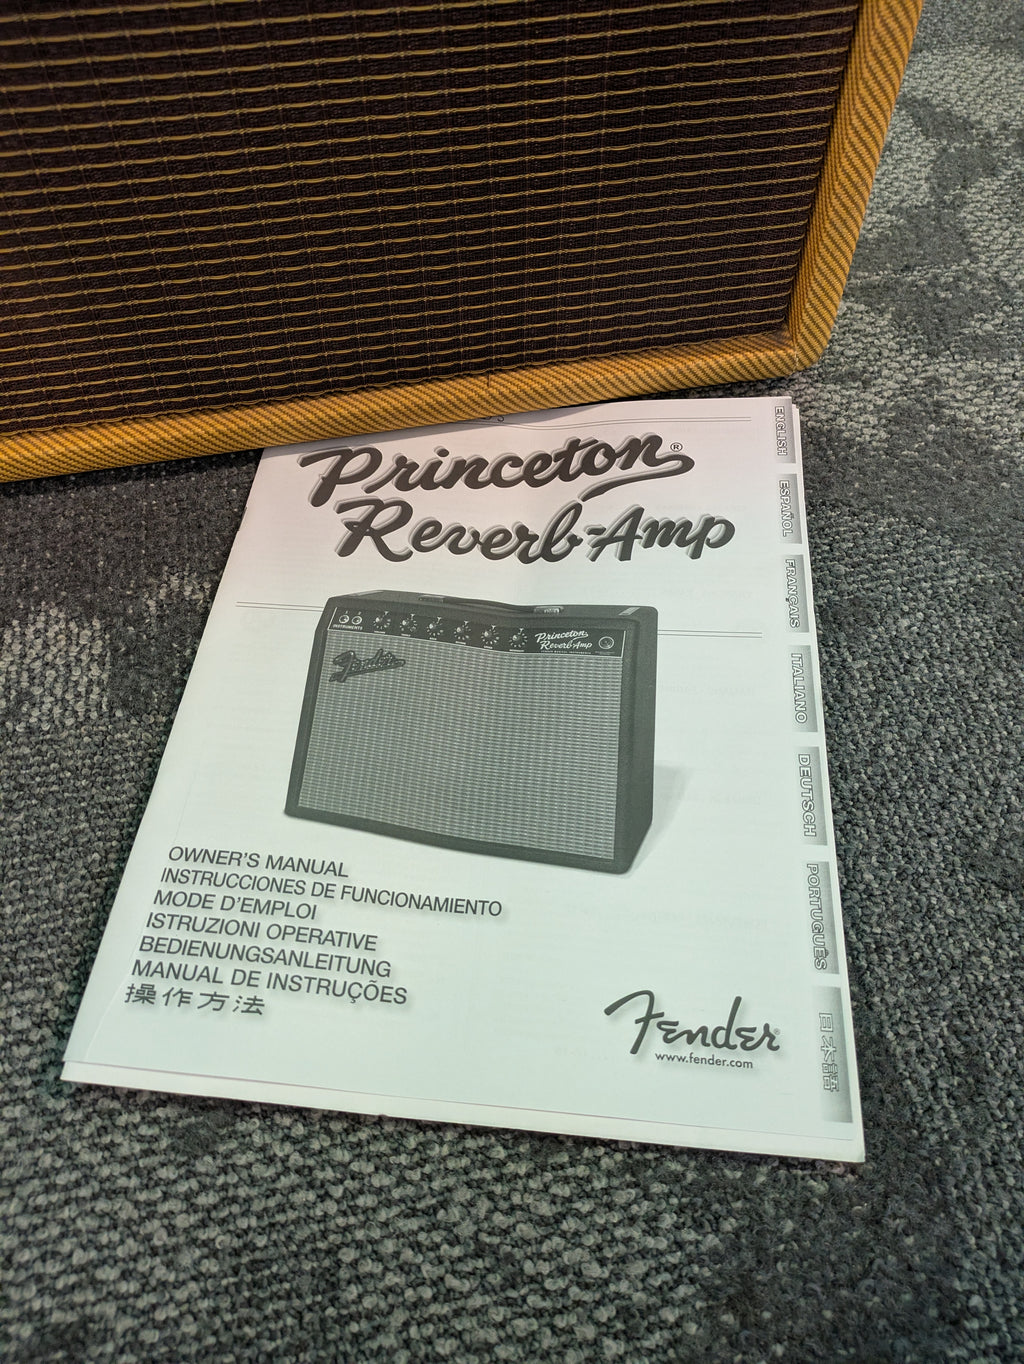 Princeton®
Reverb-Amp
INSTRUMENTS
Princeton
Reverb-Amp
Fender
OWNER'S MANUAL
INSTRUCCIONES DE FUNCIONAMIENTO
MODE D'EMPLOI
ISTRUZIONI OPERATIVE
BEDIENUNGSANLEITUNG
MANUAL DE INSTRUÇÕES
操作方法
Fender®
www.fender.com
ENGLISH
ESPAÑOL
FRANÇAIS
ITALIANO
DEUTSCH
PORTUGUÊS
日本語